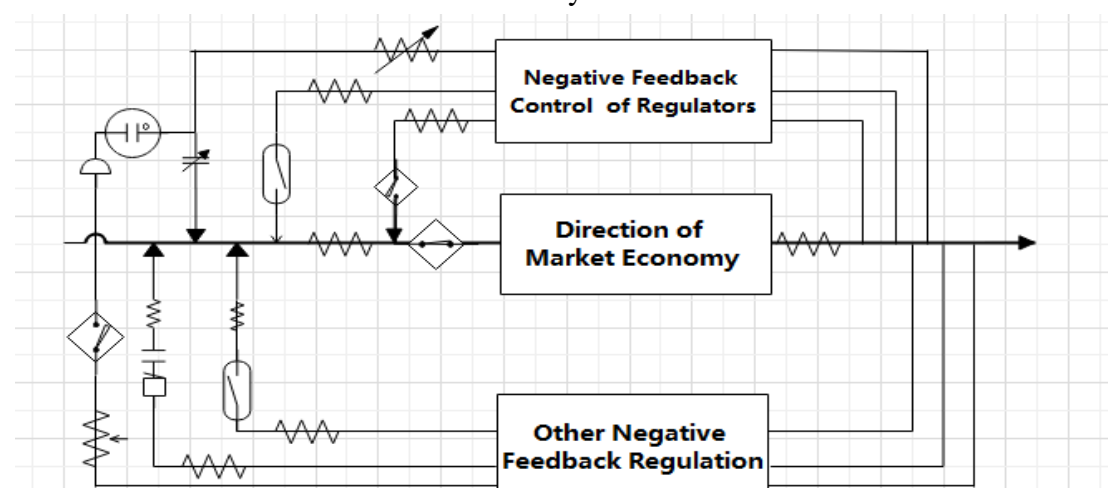 Negative Feedback
Control of Regulators
Direction of
Market Economy
Other Negative
Feedback Regulation